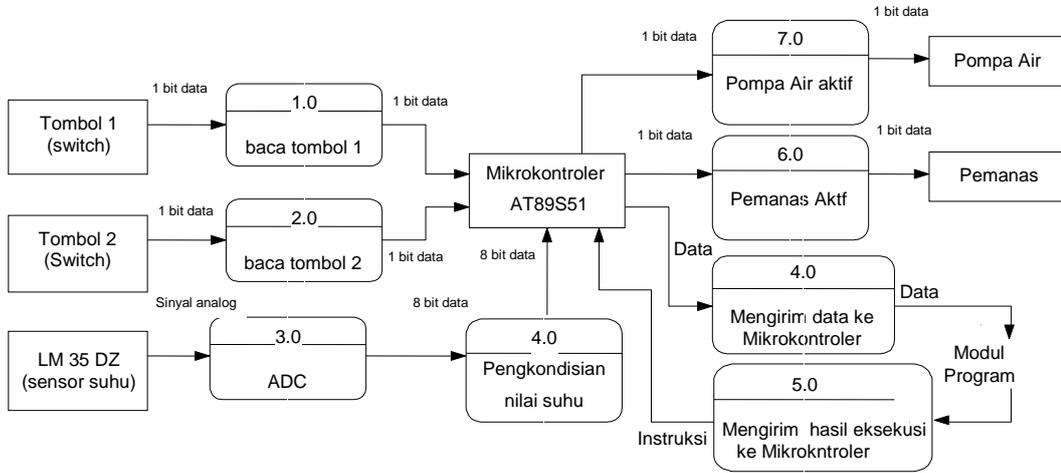 1 bit data
7.0
1 bit data
Pompa Air aktif
Pompa Air
1 bit data
1.0
1 bit data
Tombol 1
(switch)
baca tombol 1
1 bit data
6.0
1 bit data
Mikrokontroler
AT89S51
Pemanas Aktf
Pemanas
1 bit data
2.0
Tombol 2
(Switch)
baca tombol 2
1 bit data
8 bit data
Data
4.0
Data
Mengirim data ke
Mikrokontroler
Sinyal analog
8 bit data
3.0
4.0
LM 35 DZ
(sensor suhu)
ADC
Pengkondisian
nilai suhu
Modul
Program
5.0
Instruksi
Mengirim hasil eksekusi
ke Mikrokntroler